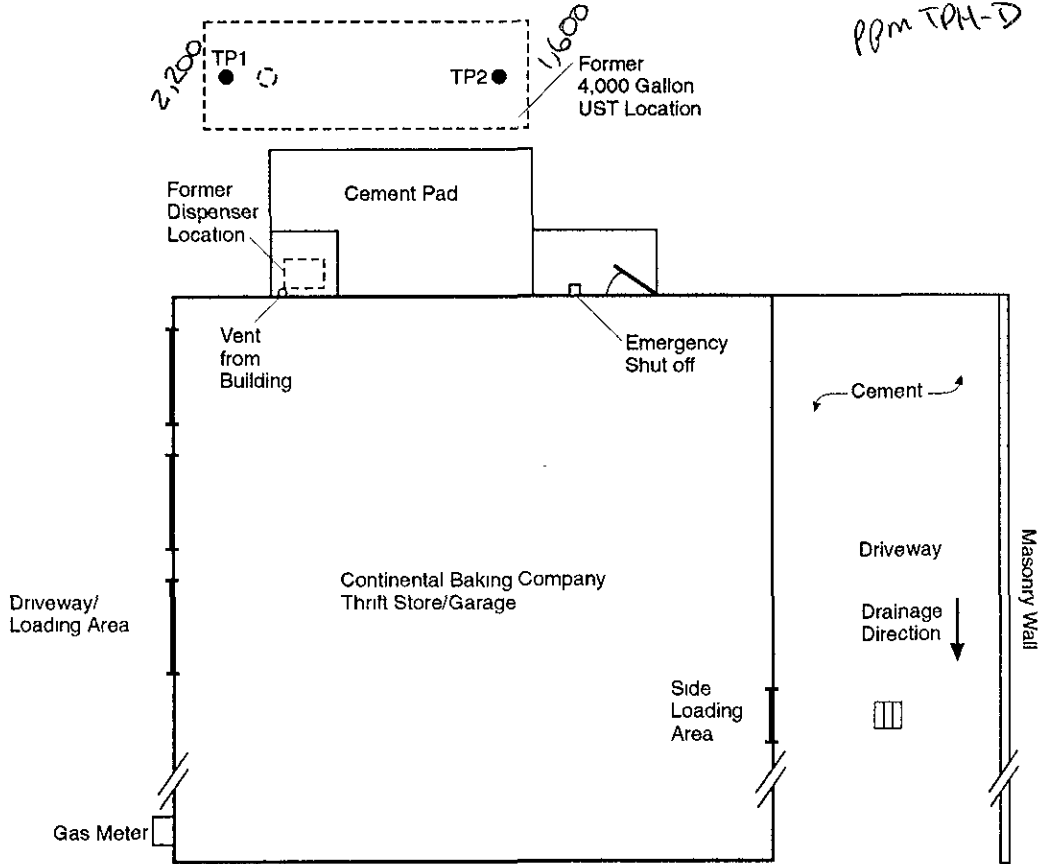 ppm TPH-D
2,200
TP1
TP2
1,600
Former
4,000 Gallon
UST Location
Cement Pad
Former
Dispenser
Location
Vent
from
Building
Emergency
Shut off
Cement
Driveway
Masonry Wall
Continental Baking Company
Thrift Store/Garage
Driveway/
Loading Area
Drainage
Direction
Side
Loading
Area
Gas Meter